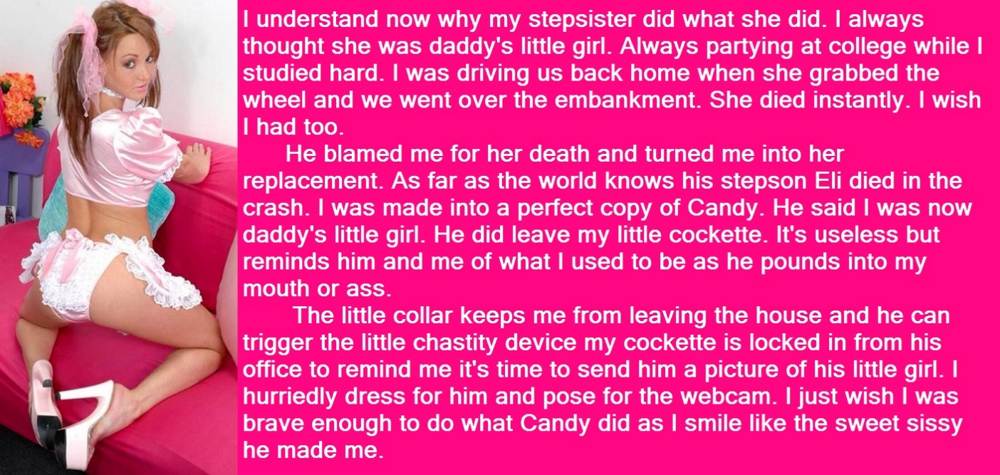 I understand now why my stepsister did what she did. I always
thought she was daddy's little girl. Always partying at college while I
studied hard. I was driving us back home when she grabbed the
wheel and we went over the embankment. She died instantly. I wish
I had too.
He blamed me for her death and turned me into her
replacement. As far as the world knows his stepson Eli died in the
crash. I was made into a perfect copy of Candy. He said I was now
daddy's little girl. He did leave my little cockette. It's useless but
reminds him and me of what I used to be as he pounds into my
mouth or ass.
The little collar keeps me from leaving the house and he can
trigger the little chastity device my cockette is locked in from his
office to remind me it's time to send him a picture of his little girl. I
hurriedly dress for him and pose for the webcam. I just wish I was
brave enough to do what Candy did as I smile like the sweet sissy
he made me.